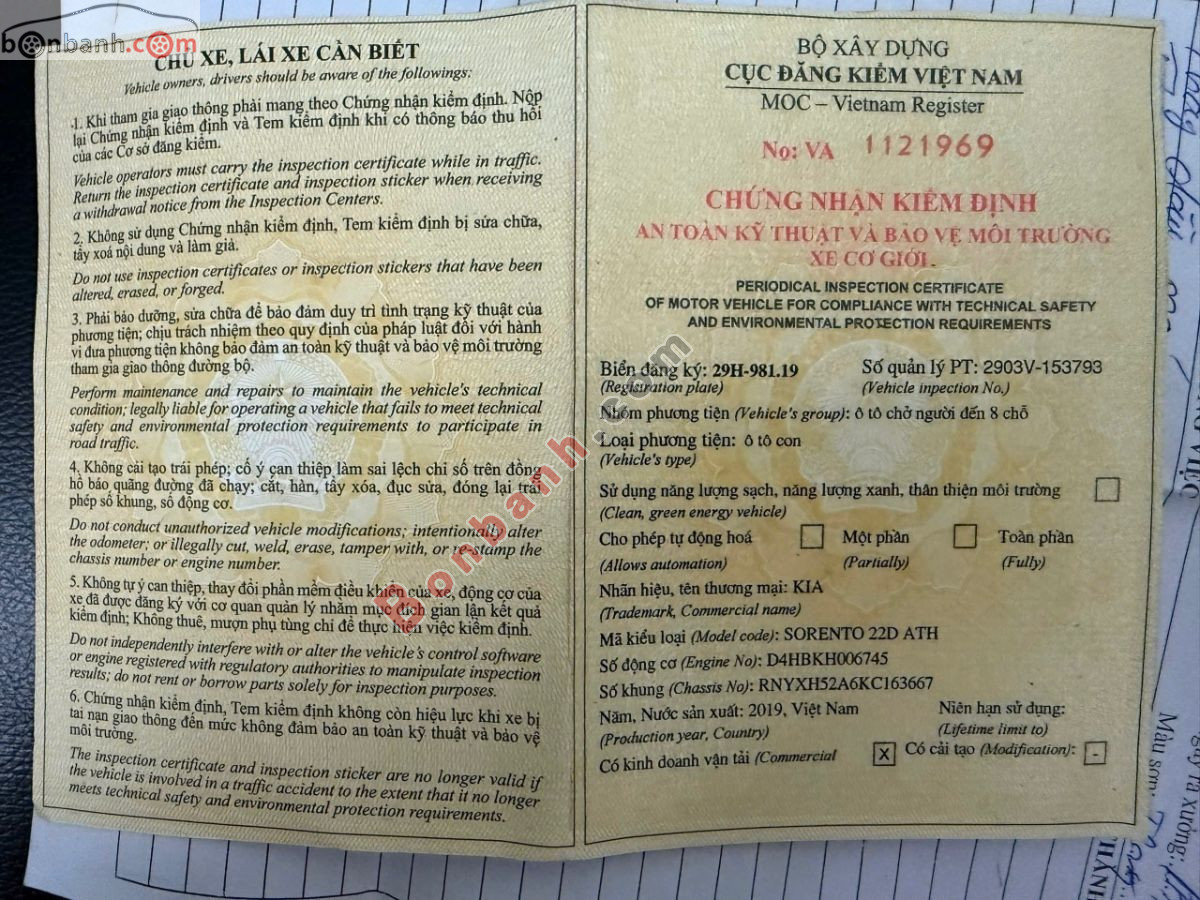 bonbanh.com
CHỦ XE, LÁI XE CẦN BIẾT
Vehicle owners, drivers should be aware of the followings:
1. Khi tham gia giao thông phải mang theo Chứng nhận kiểm định. Nộp
lại Chứng nhận kiểm định và Tem kiểm định khi có thông báo thu hồi
của các Cơ sở đăng kiểm.
Vehicle operators must carry the inspection certificate while in traffic.
Return the inspection certificate and inspection sticker when receiving
a withdrawal notice from the Inspection Centers.
2. Không sử dụng Chứng nhận kiểm định, Tem kiểm định bị sửa chữa,
tẩy xoá nội dung và làm giả.
Do not use inspection certificates or inspection stickers that have been
altered, erased, or forged.
3. Phải bảo dưỡng, sửa chữa để bảo đảm duy trì tình trạng kỹ thuật của
phương tiện; chịu trách nhiệm theo quy định của pháp luật đối với hành
vi đưa phương tiện không bảo đảm an toàn kỹ thuật và bảo vệ môi trường
tham gia giao thông đường bộ.
Perform maintenance and repairs to maintain the vehicle's technical
condition; legally liable for operating a vehicle that fails to meet technical
safety and environmental protection requirements to participate in
road traffic.
4. Không cải tạo trái phép; cố ý can thiệp làm sai lệch chỉ số trên đồng
hồ báo quãng đường đã chạy; cắt, hàn, tẩy xóa, đục sửa, đóng lại trái
phép số khung, số động cơ.
Do not conduct unauthorized vehicle modifications; intentionally alter
the odometer; or illegally cut, weld, erase, tamper with, or re-stamp the
chassis number or engine number.
5. Không tự ý can thiệp, thay đổi phần mềm điều khiển của xe, động cơ của
xe đã được đăng ký với cơ quan quản lý nhằm mục đích gian lận kết quả
kiểm định; Không thuê, mượn phụ tùng chỉ để thực hiện việc kiểm định.
Do not independently interfere with or alter the vehicle's control software
or engine registered with regulatory authorities to manipulate inspection
results; do not rent or borrow parts solely for inspection purposes.
6. Chứng nhận kiểm định, Tem kiểm định không còn hiệu lực khi xe bị
tai nạn giao thông đến mức không đảm bảo an toàn kỹ thuật và bảo vệ
môi trường.
The inspection certificate and inspection sticker are no longer valid if
the vehicle is involved in a traffic accident to the extent that it no longer
meets technical safety and environmental protection requirements.
BỘ XÂY DỰNG
CỤC ĐĂNG KIỂM VIỆT NAM
MOC – Vietnam Register
No: VA 1121969
CHỨNG NHẬN KIỂM ĐỊNH
AN TOÀN KỸ THUẬT VÀ BẢO VỆ MÔI TRƯỜNG
XE CƠ GIỚI
PERIODICAL INSPECTION CERTIFICATE
OF MOTOR VEHICLE FOR COMPLIANCE WITH TECHNICAL SAFETY
AND ENVIRONMENTAL PROTECTION REQUIREMENTS
Biển đăng ký: 29H-981.19 Số quản lý PT: 2903V-153793
(Registration plate) (Vehicle inspection No.)
Nhóm phương tiện (Vehicle's group): ô tô chở người đến 8 chỗ
Loại phương tiện: ô tô con
(Vehicle's type)
Sử dụng năng lượng sạch, năng lượng xanh, thân thiện môi trường
(Clean, green energy vehicle)
Cho phép tự động hoá Một phần Toàn phần
(Allows automation) (Partially) (Fully)
Nhãn hiệu, tên thương mại: KIA
(Trademark, Commercial name)
Mã kiểu loại (Model code): SORENTO 22D ATH
Số động cơ (Engine No): D4HBKH006745
Số khung (Chassis No): RNYXH52A6KC163667
Năm, Nước sản xuất: 2019, Việt Nam Niên hạn sử dụng:
(Production year, Country) (Lifetime limit to)
Có kinh doanh vận tải (Commercial X Có cải tạo (Modification): -
Bonbanh.com
Màu sơn: